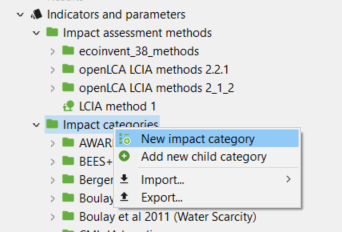 Indicators and parameters
Impact assessment methods
ecoinvent_38_methods
openLCA LCIA methods 2.2.1
openLCA LCIA methods 2_1_2
LCIA method 1
Impact categories
New impact category
AWAR
Add new child category
BEES+
Berger
Import...
Boulay
Export...
Boulay et al 2011 (Water Scarcity)